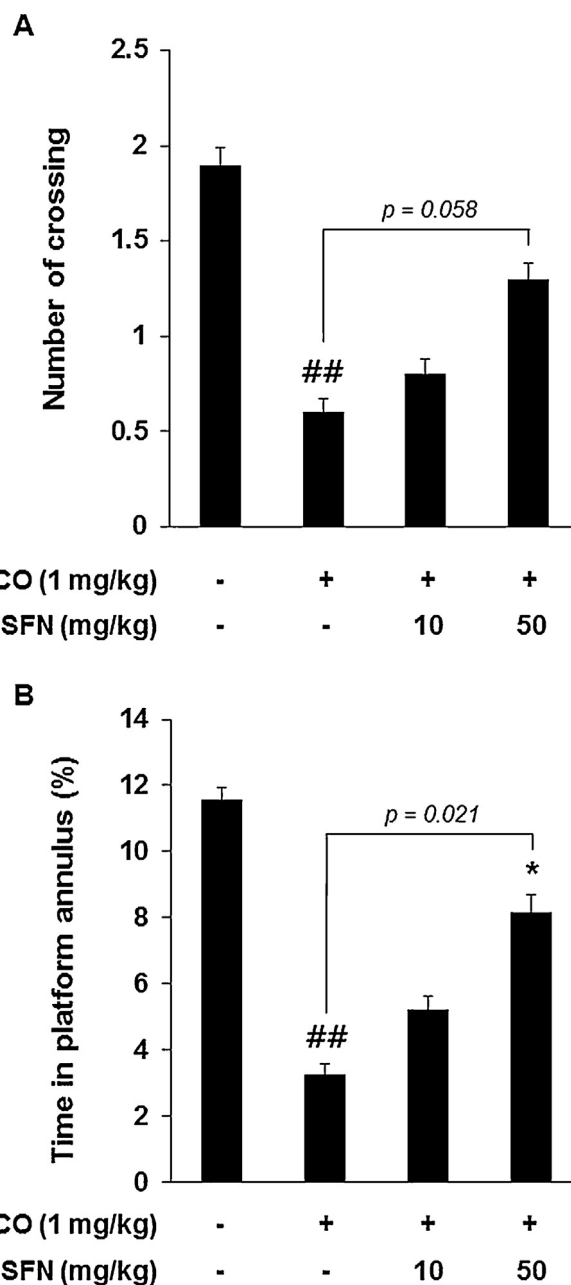 A
Number of crossing
2.5
2
1.5
1
0.5
0
p = 0.058
##
CO (1 mg/kg) - + + +
SFN (mg/kg) - - 10 50
B
Time in platform annulus (%)
14
12
10
8
6
4
2
0
p = 0.021
*
##
CO (1 mg/kg) - + + +
SFN (mg/kg) - - 10 50